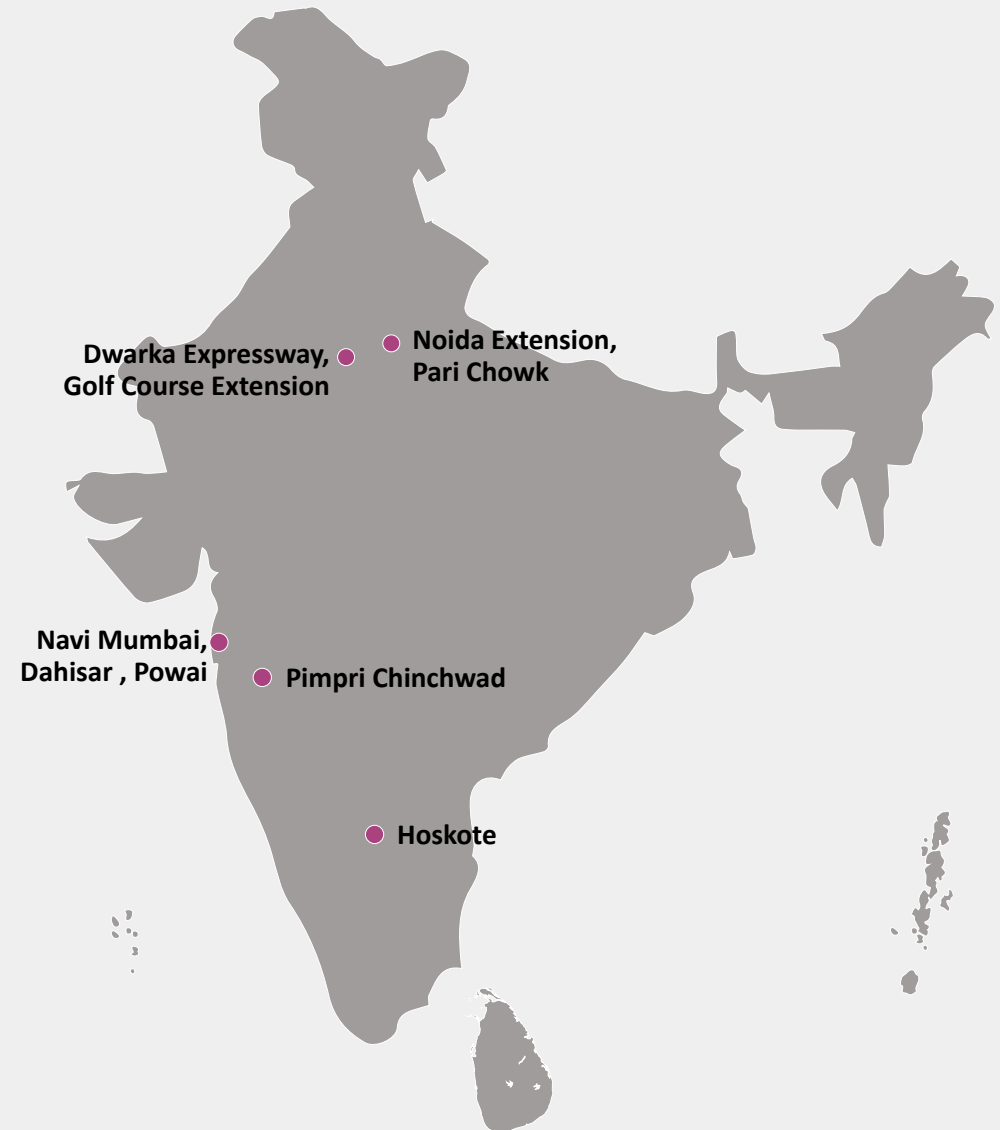 Dwarka Expressway,
Golf Course Extension
Noida Extension,
Pari Chowk
Navi Mumbai,
Dahisar , Powai
Pimpri Chinchwad
Hoskote